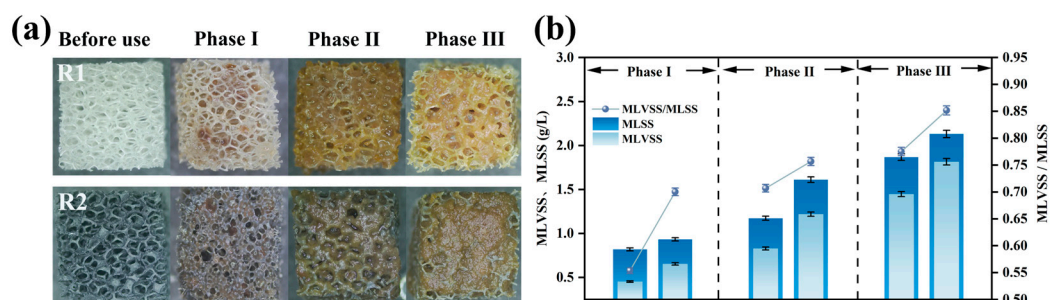 (a)
Before use Phase I Phase II Phase III
R1
R2
(b)
MLVSS、MLSS (g/L)
3.0
2.5
2.0
1.5
1.0
0.5
Phase I Phase II Phase III
MLVSS/MLSS
MLSS
MLVSS
0.95
0.90
0.85
0.80
0.75
0.70
0.65
0.60
0.55
0.50
MLVSS / MLSS